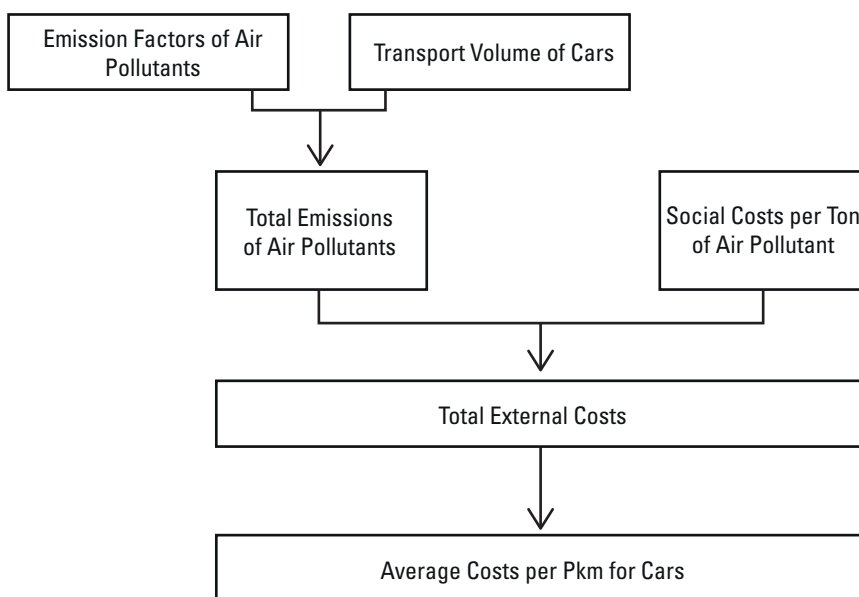 Emission Factors of Air
Pollutants
Transport Volume of Cars
Total Emissions
of Air Pollutants
Social Costs per Ton
of Air Pollutant
Total External Costs
Average Costs per Pkm for Cars